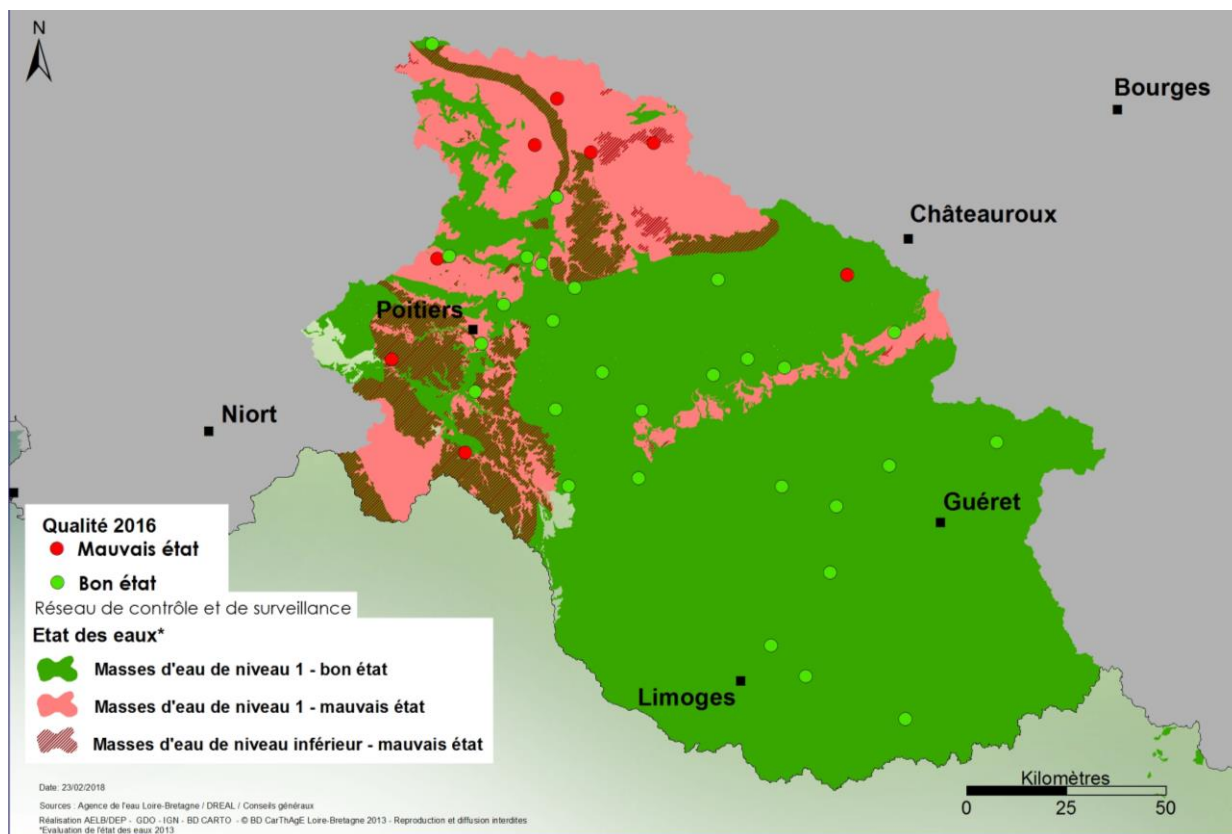 N
Bourges
Châteauroux
Poitiers
Niort
Guéret
Limoges
Qualité 2016
Mauvais état
Bon état
Réseau de contrôle et de surveillance
Etat des eaux*
Masses d'eau de niveau 1 - bon état
Masses d'eau de niveau 1 - mauvais état
Masses d'eau de niveau inférieur - mauvais état
Kilomètres
0 25 50
Date: 23/02/2018
Sources : Agence de l'eau Loire-Bretagne / DREAL / Conseils généraux
Réalisation AELB/DEP - GDO - IGN - BD CARTO - © BD CarThAgE Loire-Bretagne 2013 - Reproduction et diffusion interdites
*Evaluation de l'état des eaux 2013